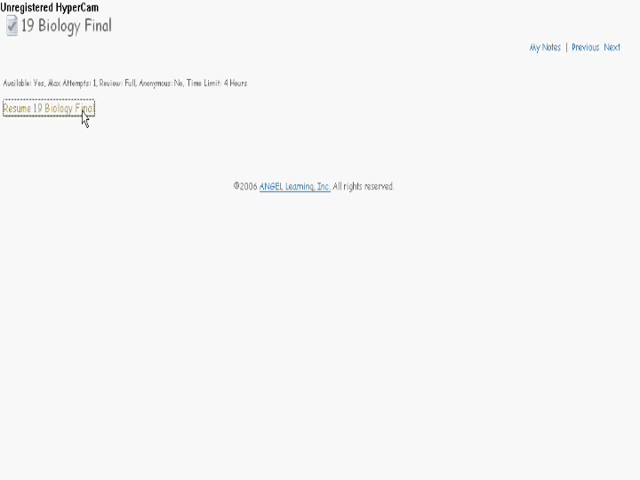 Unregistered HyperCam
19 Biology Final
My Notes | Previous Next
Available: Yes, Max Attempts: 1, Review: Full, Anonymous: No, Time Limit: 4 Hours
Resume 19 Biology Final
©2006 ANGEL Learning, Inc. All rights reserved.